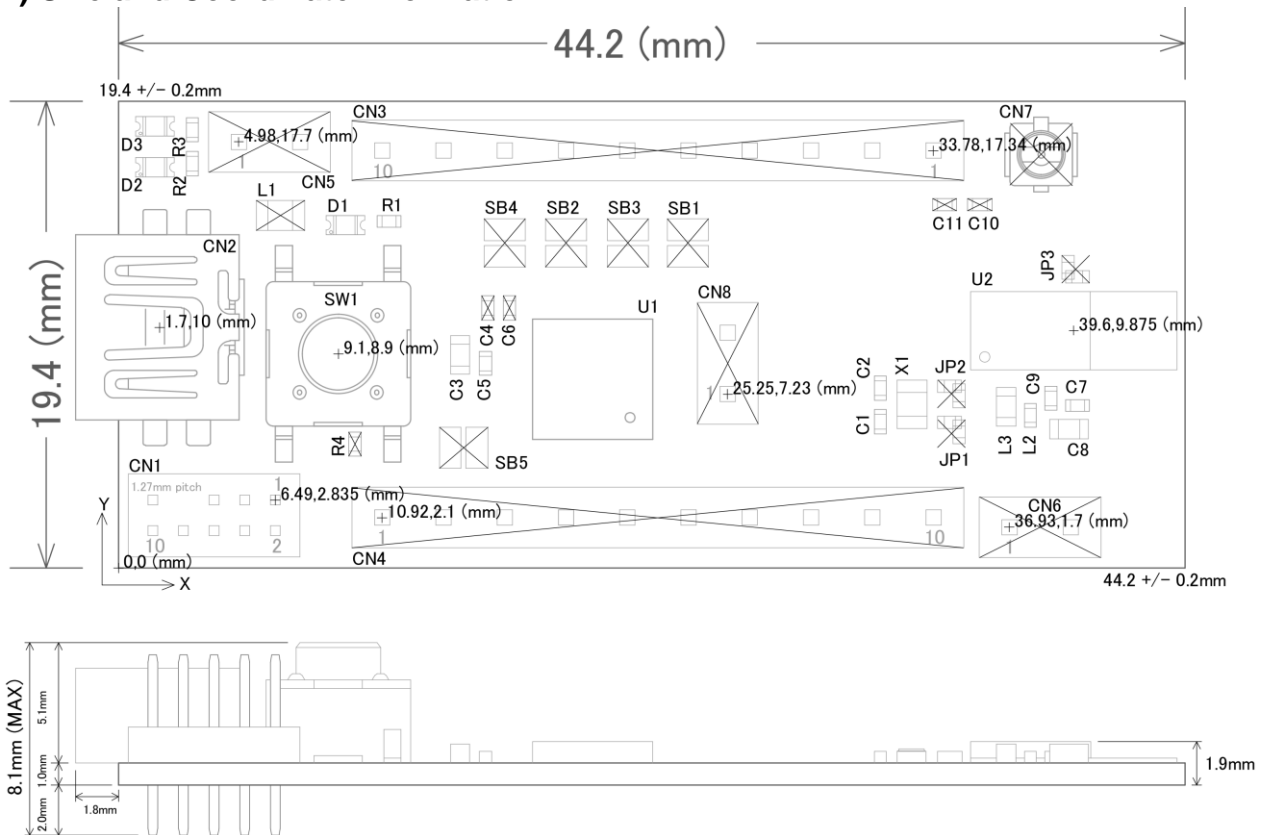 44.2 (mm)
19.4 +/- 0.2mm
CN3
CN7
D3
R3
4.98,17.7 (mm)
1
10
1
33.78,17.34 (mm)
D2
R2
CN5
L1
D1
R1
SB4
SB2
SB3
SB1
C11
C10
CN2
JP3
19.4 (mm)
SW1
CN8
U2
U1
1.7,10 (mm)
9.1,8.9 (mm)
C4
C6
39.6,9.875 (mm)
C3
C5
1
25.25,7.23 (mm)
C2
X1
JP2
C9
C7
C1
JP1
L3
L2
C8
R4
SB5
CN1
1.27mm pitch
1
6.49,2.835 (mm)
10.92,2.1 (mm)
CN6
36.93,1.7 (mm)
Y
10
2
1
10
1
0,0 (mm)
CN4
X
44.2 +/- 0.2mm
8.1mm (MAX)
5.1mm
1.0mm
2.0mm
1.8mm
1.9mm